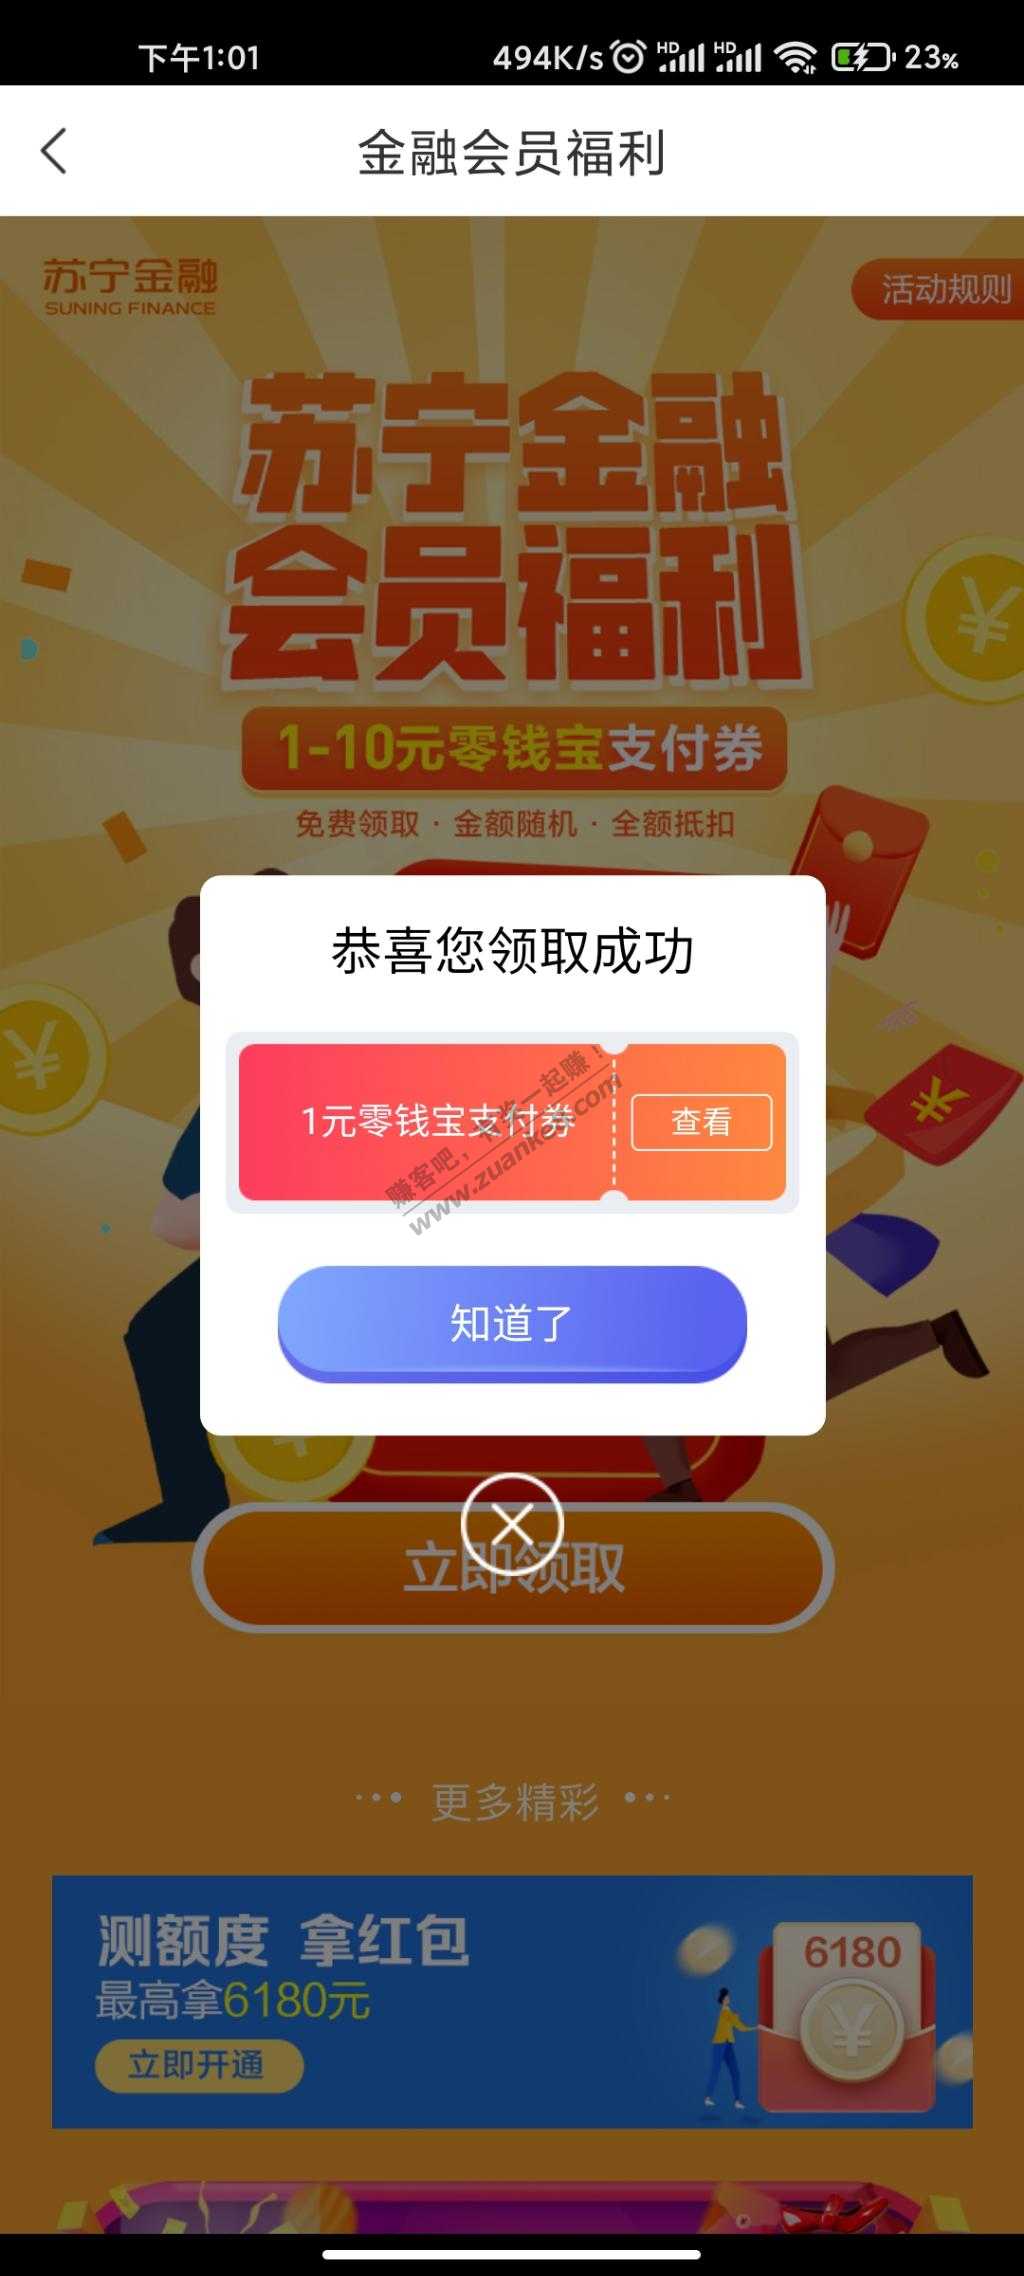 下午1:01
494K/s HD HD 23%
金融会员福利
苏宁金融
SUNING FINANCE
活动规则
苏宁金融
会员福利
1-10元零钱宝支付券
免费领取 · 金额随机 · 全额抵扣
恭喜您领取成功
1元零钱宝支付券
查看
赚客吧，有奖一起赚！
www.zuanke8.com
知道了
立即领取
更多精彩
测额度 拿红包
最高拿6180元
立即开通
6180